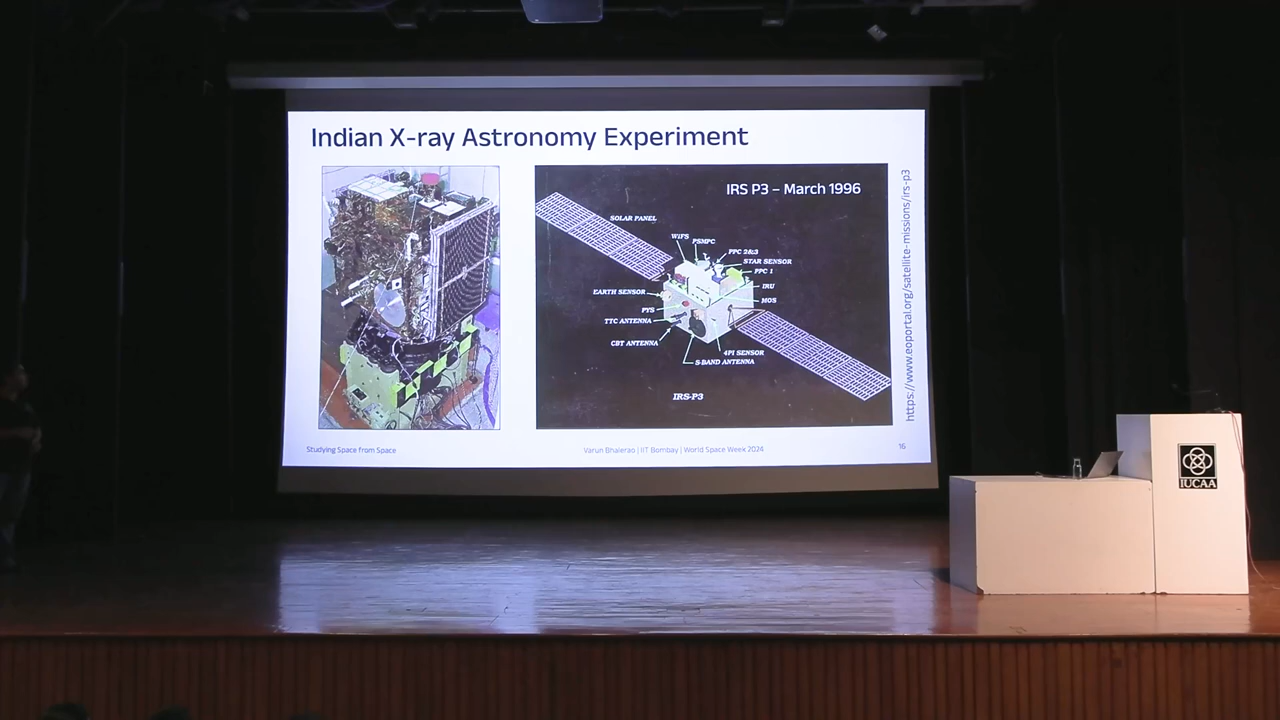 Indian X-ray Astronomy Experiment
IRS P3 – March 1996
SOLAR PANEL
WiFS
PSMPC
PPC 2&3
STAR SENSOR
PPC 1
EARTH SENSOR
IRU
MOS
PYS
TTC ANTENNA
CBT ANTENNA
4PI SENSOR
S-BAND ANTENNA
IRS-P3
https://www.eoportal.org/satellite-missions/irs-p3
Studying Space from Space
Varun Bhalerao | IIT Bombay | World Space Week 2024
16
IUCAA